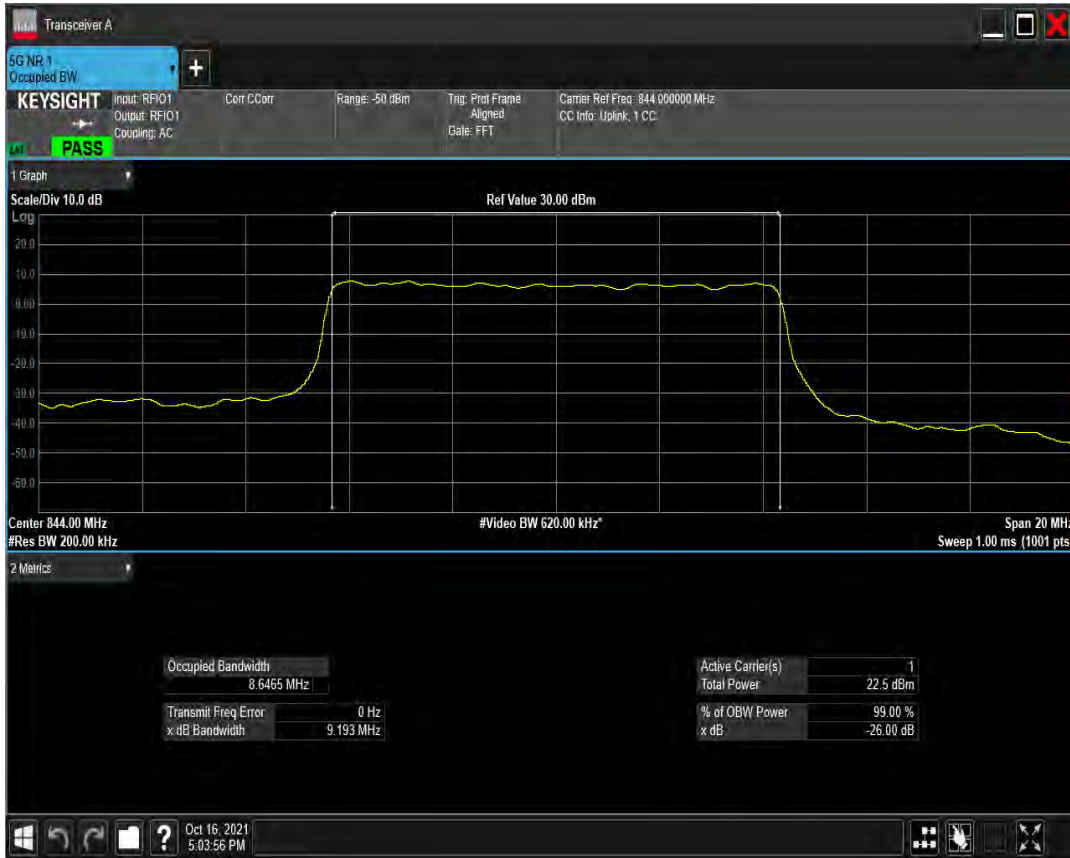 Transceiver A
5G NR 1
Occupied BW
+
KEYSIGHT
Input: RFIO1
Output: RFIO1
Coupling: AC
Corr CCorr
Range: -50 dBm
Trig: Prot Frame
Aligned
Gate: FFT
Carrier Ref Freq: 844.000000 MHz
CC Info: Uplink, 1 CC
PASS
1 Graph
Scale/Div 10.0 dB
Ref Value 30.00 dBm
Log
20.0
10.0
0.00
-10.0
-20.0
-30.0
-40.0
-50.0
-60.0
Center 844.00 MHz
#Video BW 620.00 kHz*
Span 20 MHz
#Res BW 200.00 kHz
Sweep 1.00 ms (1001 pts
2 Metrics
Occupied Bandwidth
8.6465 MHz
Transmit Freq Error 0 Hz
x dB Bandwidth 9.193 MHz
Active Carrier(s) 1
Total Power 22.5 dBm
% of OBW Power 99.00 %
x dB -26.00 dB
?
Oct 16, 2021
5:03:56 PM